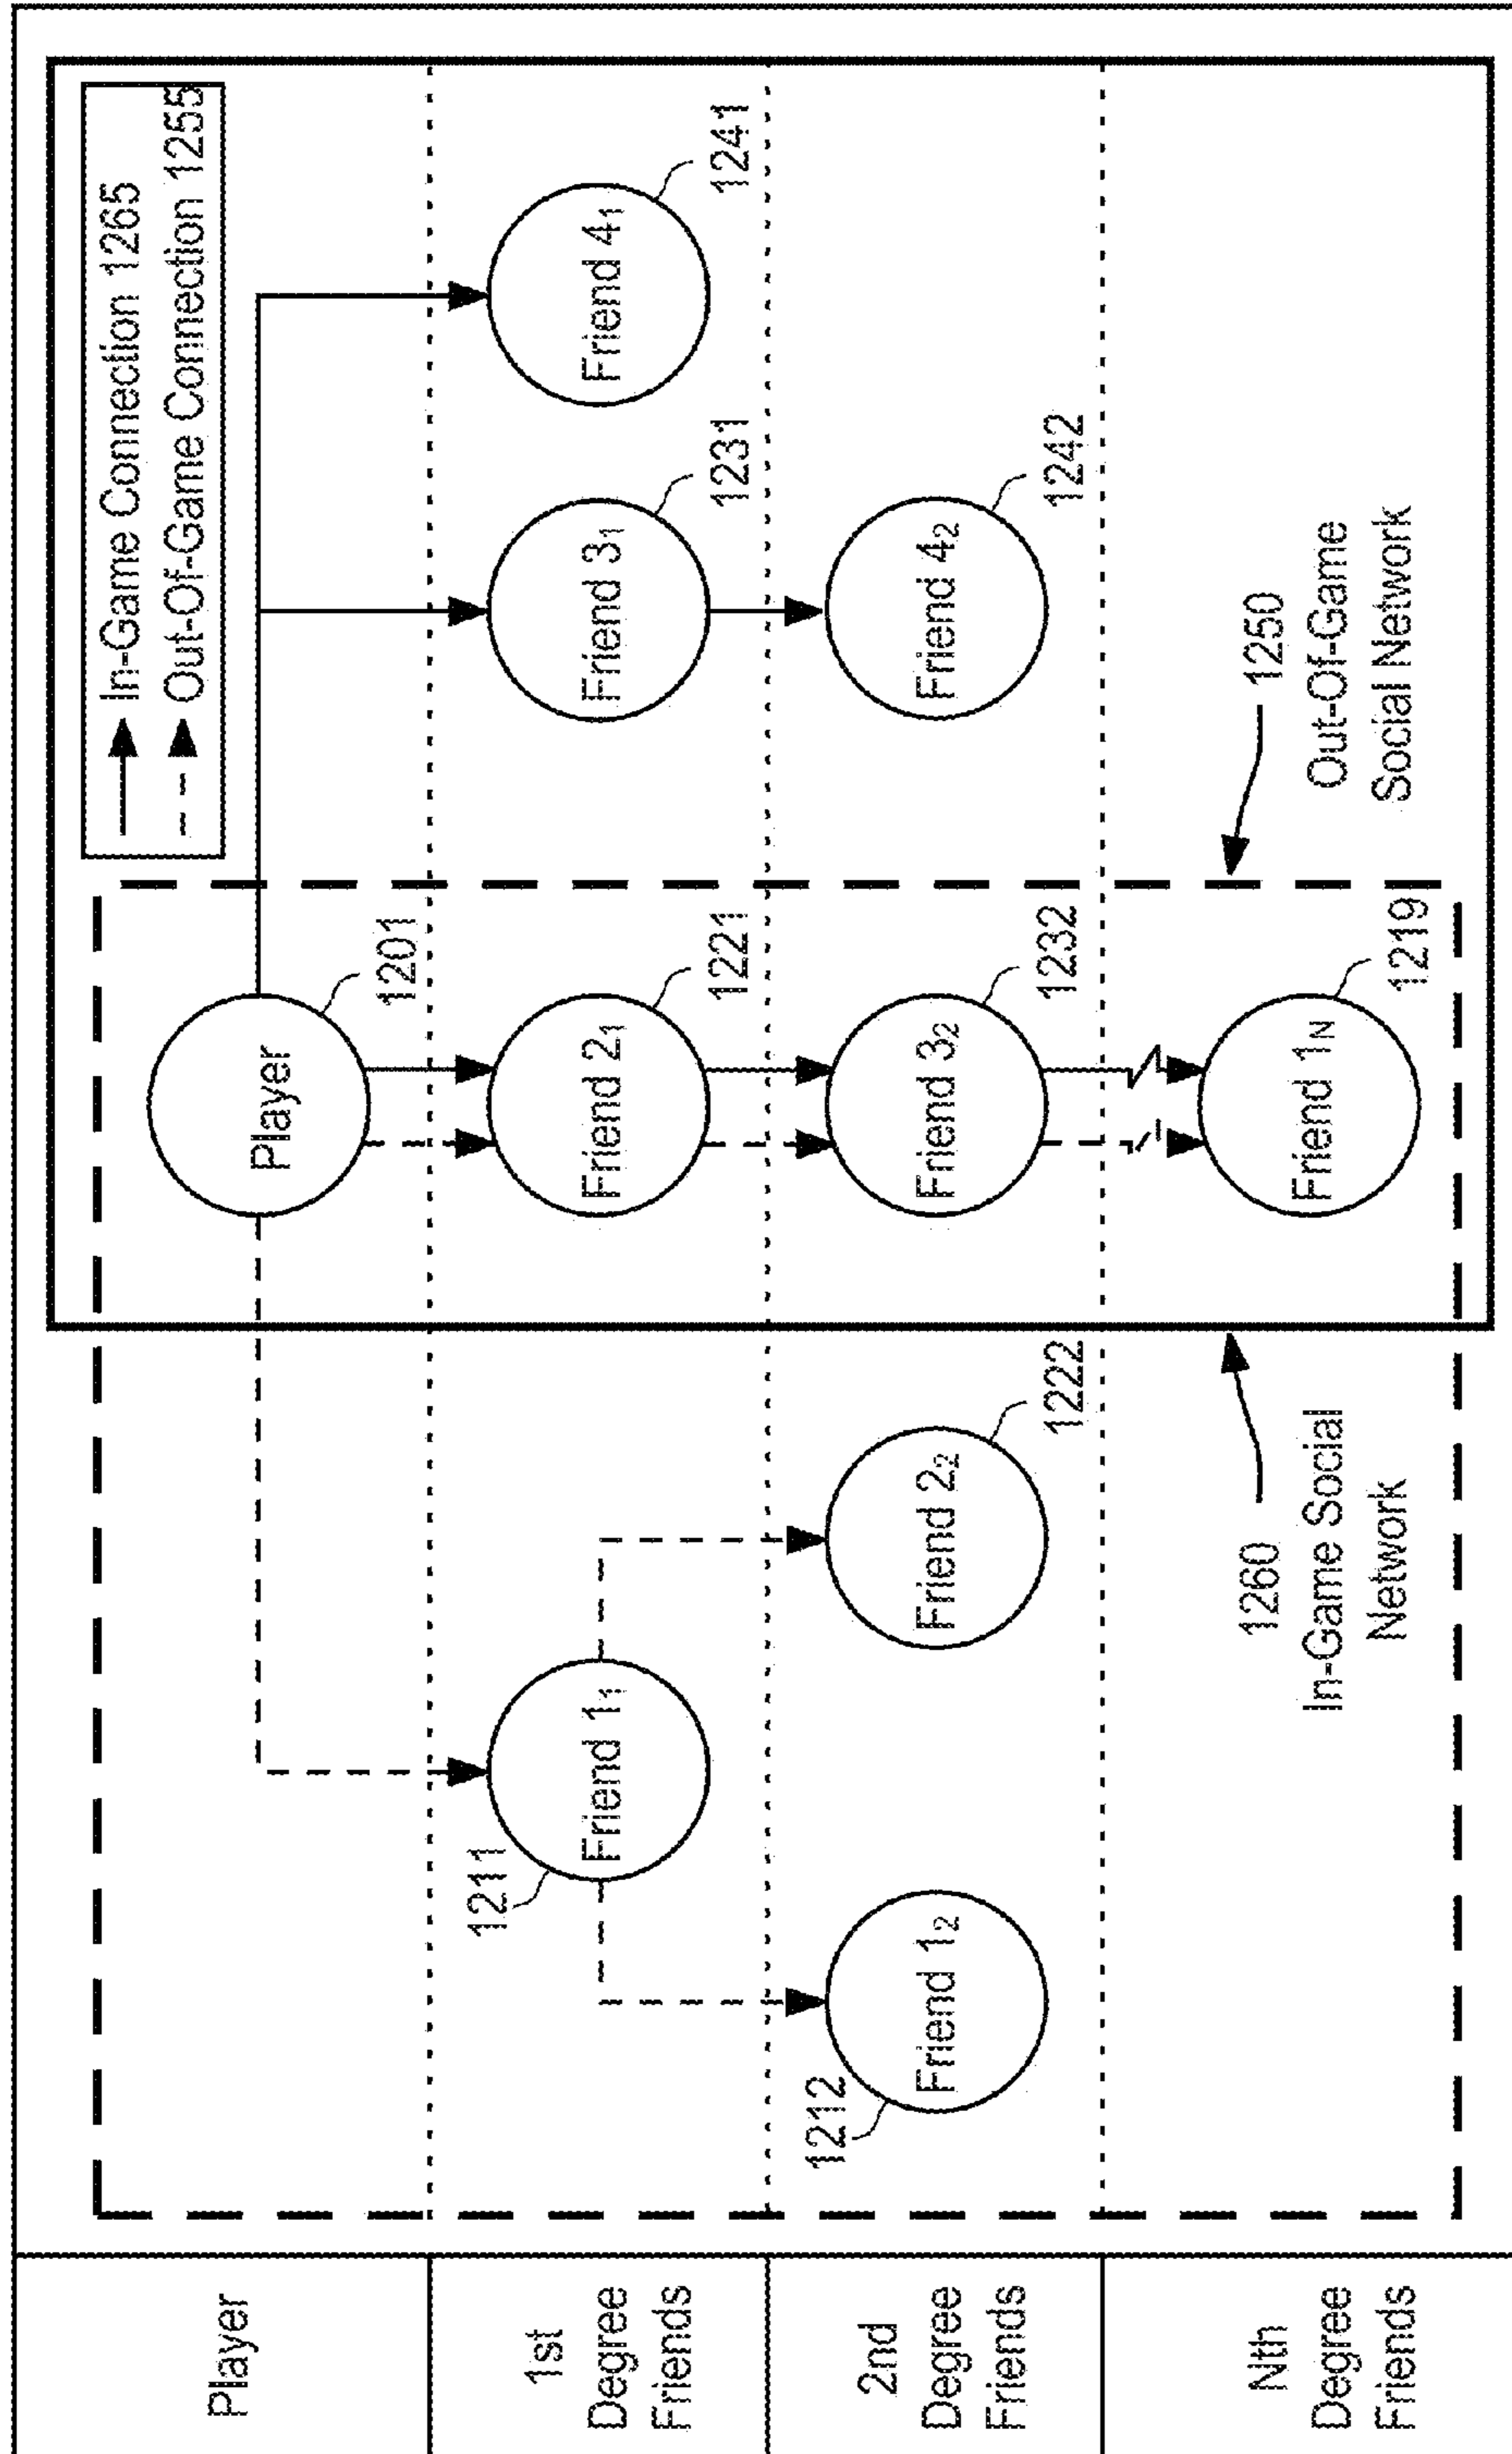 Player
1st
Degree
Friends
2nd
Degree
Friends
Nth
Degree
Friends
In-Game Connection 1265
Out-Of-Game Connection 1255
Player
1201
1211
Friend 1₁
Friend 2₁
1221
Friend 3₁
1231
Friend 4₁
1241
1212
Friend 1₂
Friend 2₂
1222
Friend 3₂
1232
Friend 4₂
1242
1260
In-Game Social
Network
Friend 1N
1219
1250
Out-Of-Game
Social Network